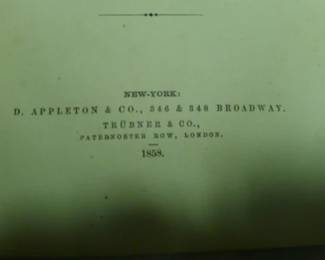 NEW-YORK:
D. APPLETON & CO., 346 & 348 BROADWAY.
TRÜBNER & CO.,
PATERNOSTER ROW, LONDON.
1858.